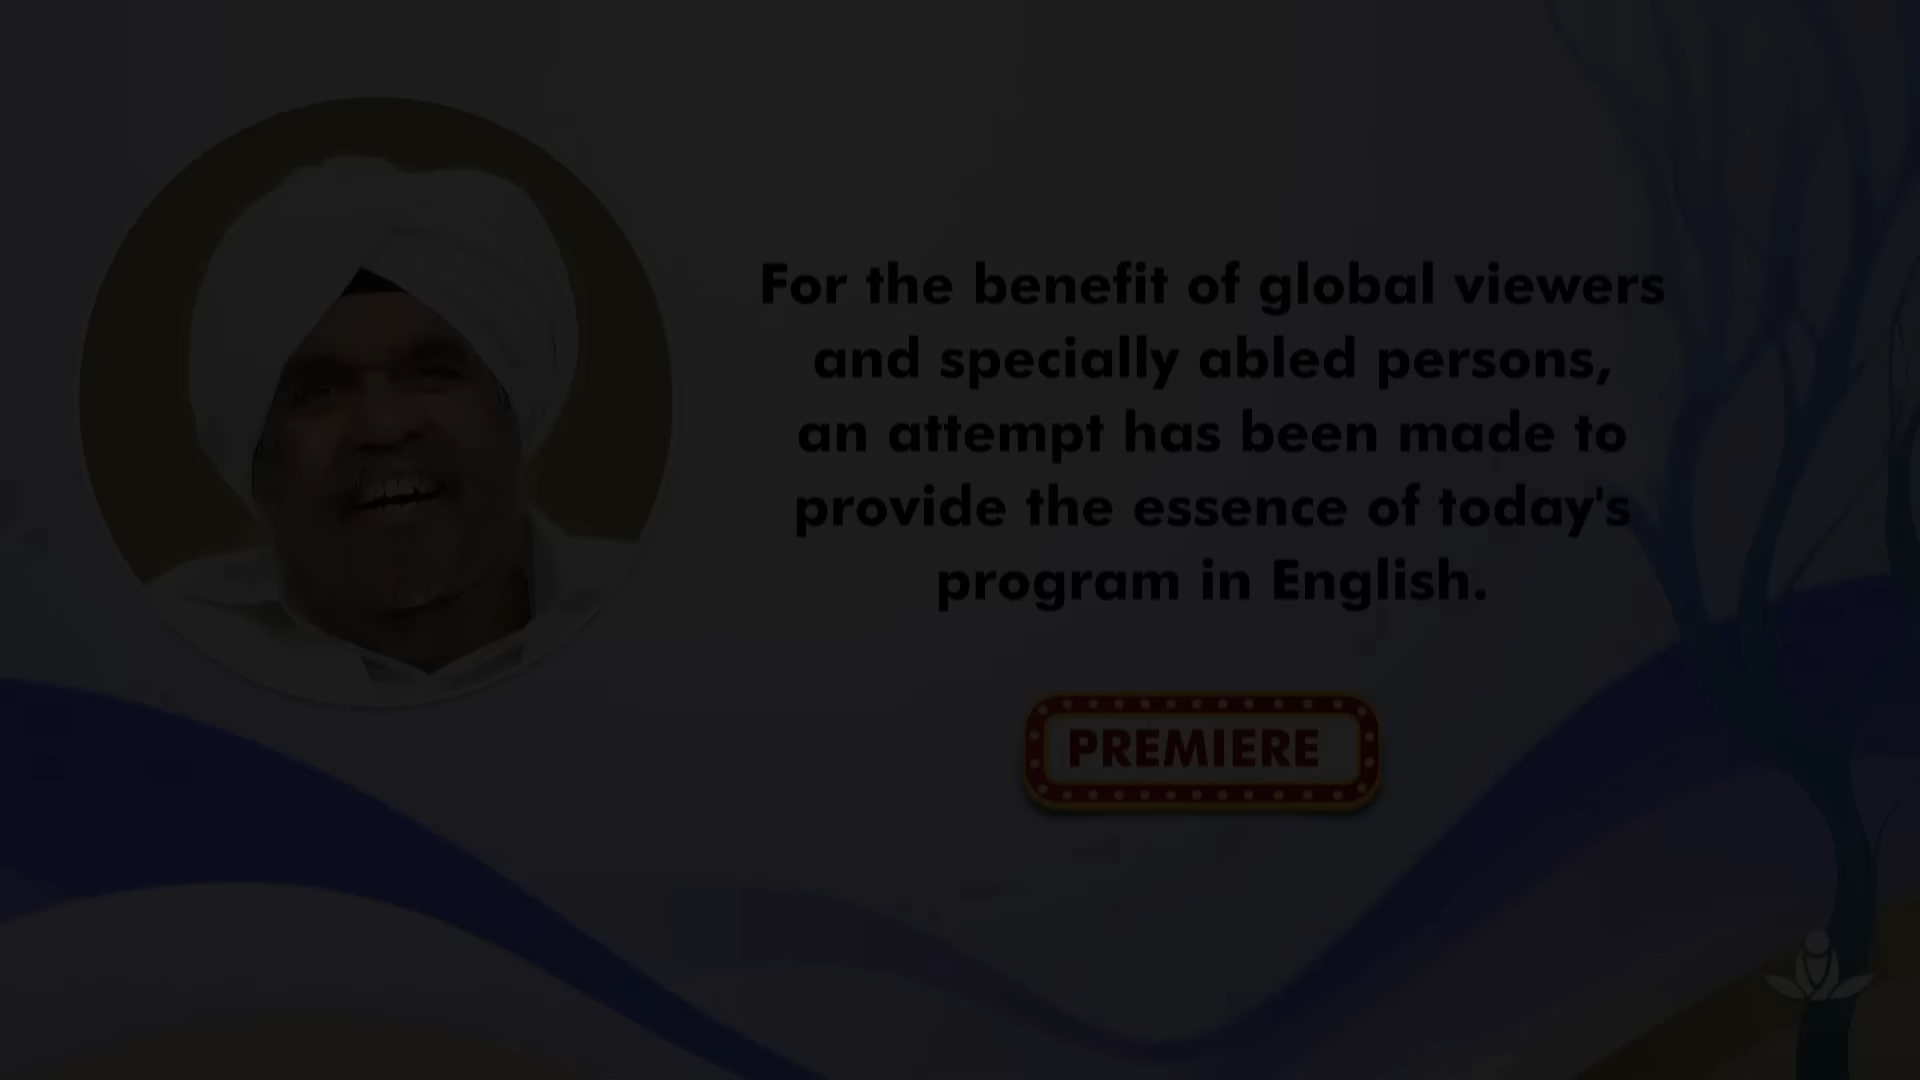 For the benefit of global viewers
and specially abled persons,
an attempt has been made to
provide the essence of today's
program in English.
PREMIERE